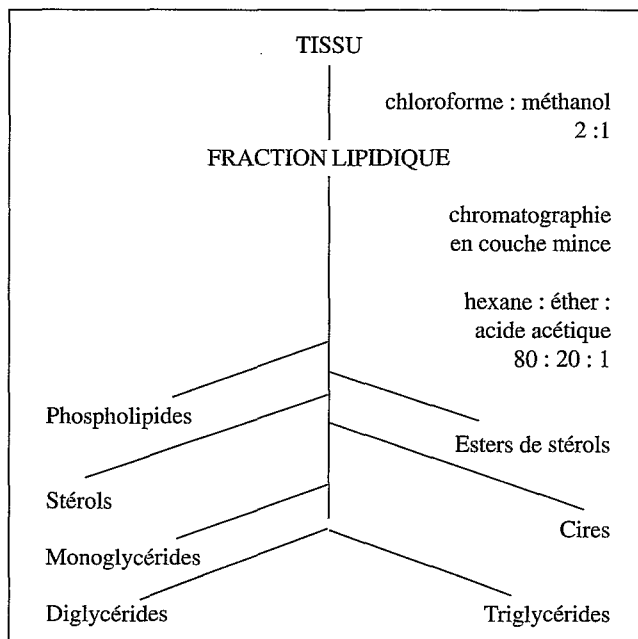 TISSU
chloroforme : méthanol
2 :1
FRACTION LIPIDIQUE
chromatographie
en couche mince
hexane : éther :
acide acétique
80 : 20 : 1
Phospholipides
Esters de stérols
Stérols
Cires
Monoglycérides
Diglycérides
Triglycérides